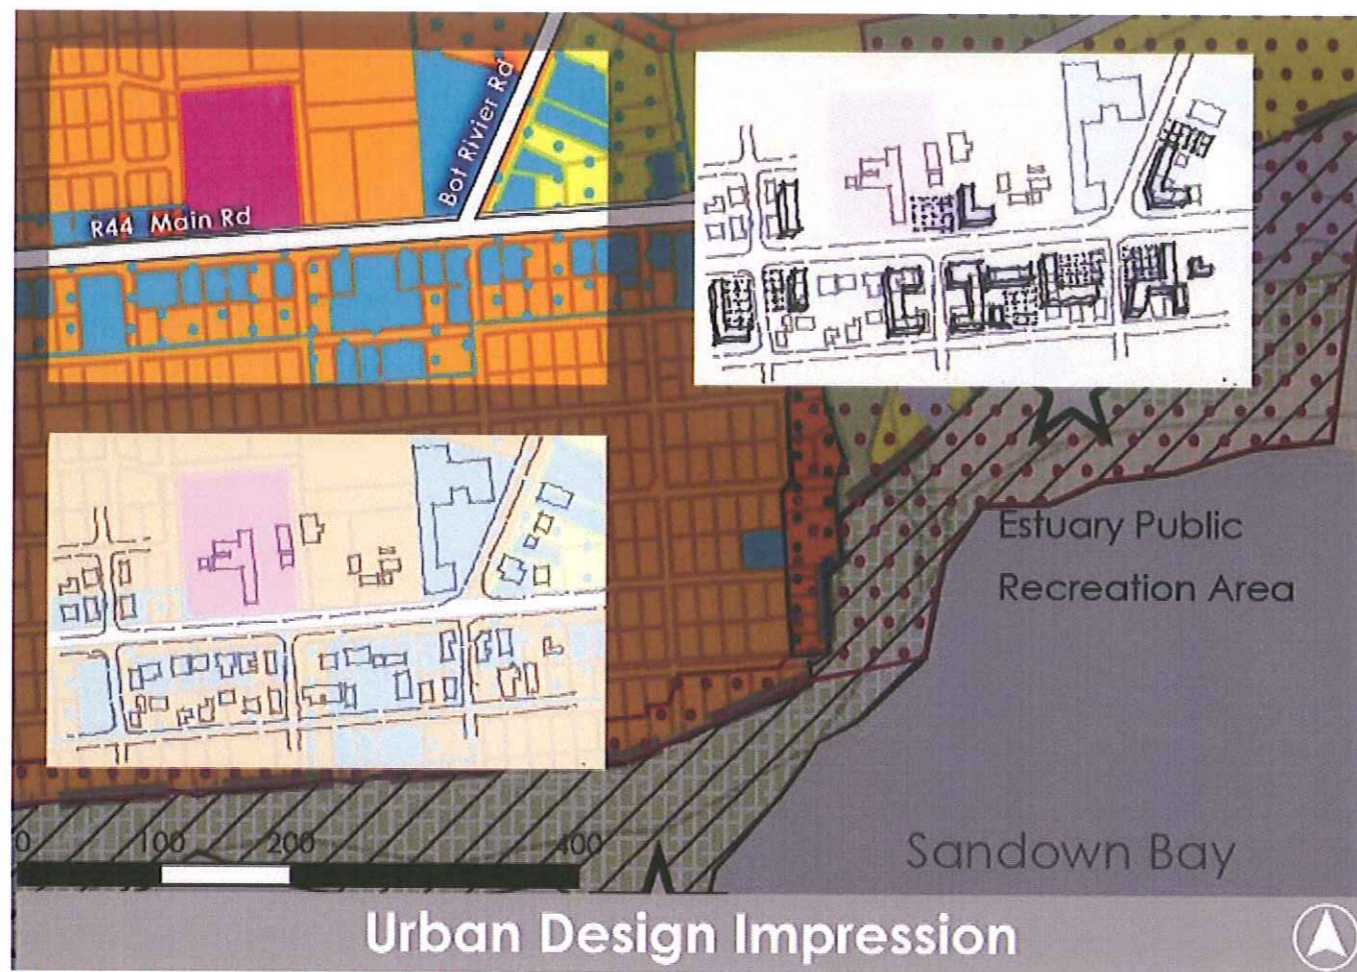 Bot Rivier Rd
R44 Main Rd
Estuary Public
Recreation Area
0 100 200 400
Sandown Bay
Urban Design Impression